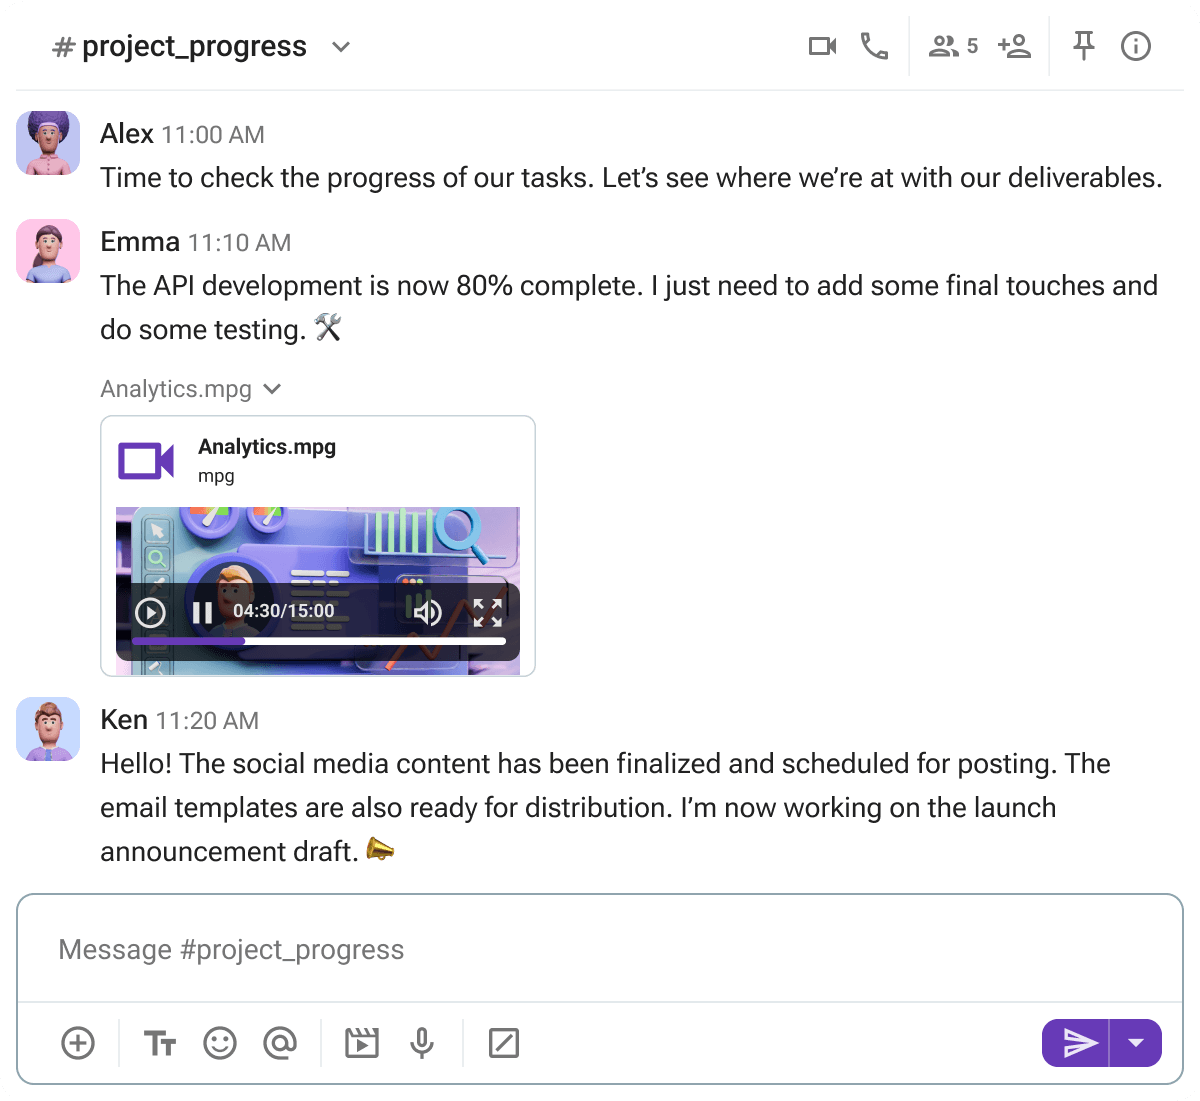 # project_progress
5
Alex 11:00 AM
Time to check the progress of our tasks. Let’s see where we’re at with our deliverables.
Emma 11:10 AM
The API development is now 80% complete. I just need to add some final touches and
do some testing. 🛠️
Analytics.mpg
Analytics.mpg
mpg
04:30/15:00
Ken 11:20 AM
Hello! The social media content has been finalized and scheduled for posting. The
email templates are also ready for distribution. I’m now working on the launch
announcement draft. 📣
Message #project_progress